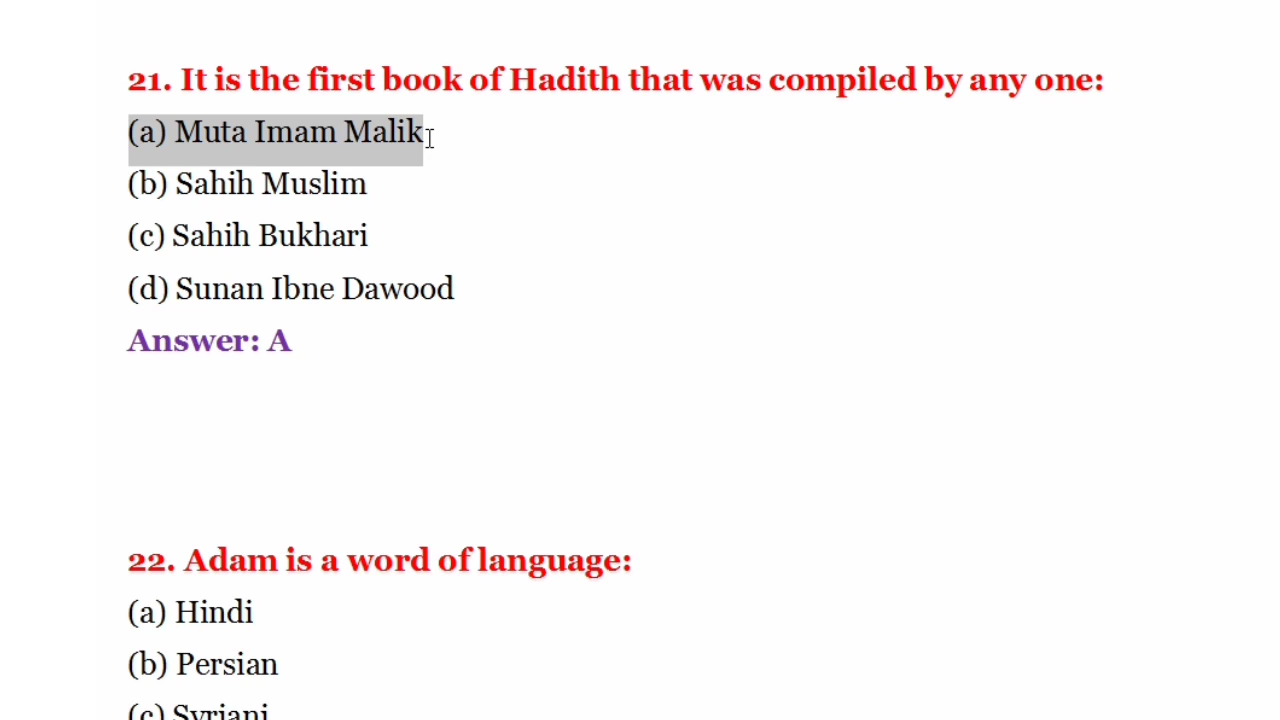 21. It is the first book of Hadith that was compiled by any one:
(a) Muta Imam Malik
(b) Sahih Muslim
(c) Sahih Bukhari
(d) Sunan Ibne Dawood
Answer: A
22. Adam is a word of language:
(a) Hindi
(b) Persian
(c) Syriani